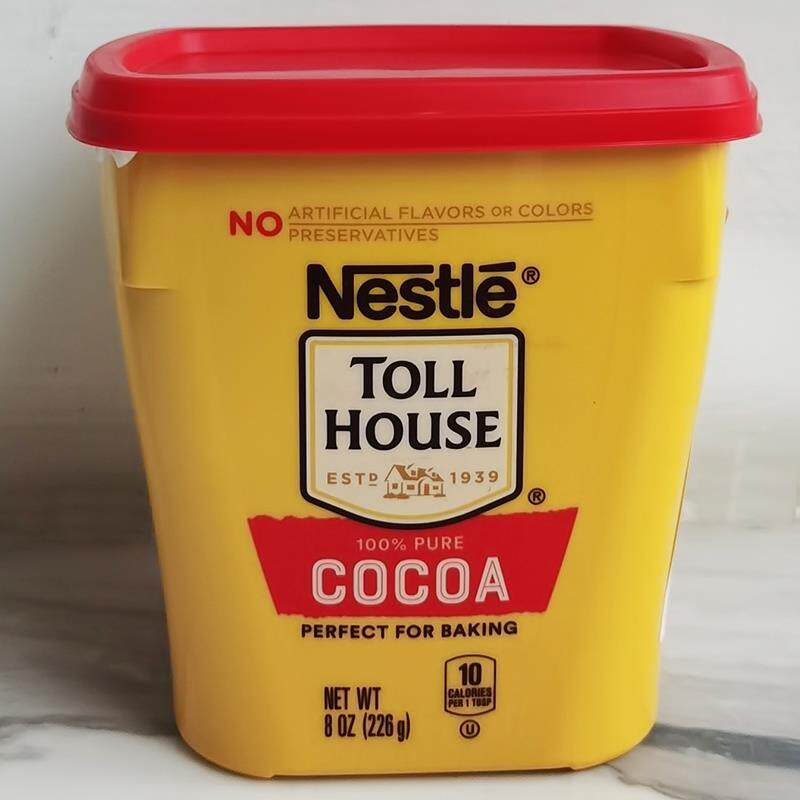 NO ARTIFICIAL FLAVORS OR COLORS
PRESERVATIVES
Nestlé®
TOLL
HOUSE
ESTD 1939
®
100% PURE
COCOA
PERFECT FOR BAKING
NET WT
8 OZ (226 g)
10
CALORIES
PER 1 TBSP
U